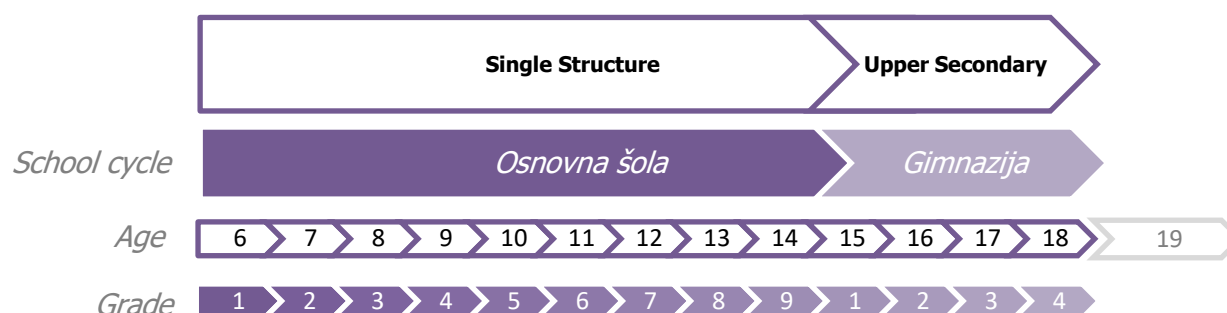 Single Structure Upper Secondary
School cycle Osnovna šola Gimnazija
Age 6 7 8 9 10 11 12 13 14 15 16 17 18 19
Grade 1 2 3 4 5 6 7 8 9 1 2 3 4